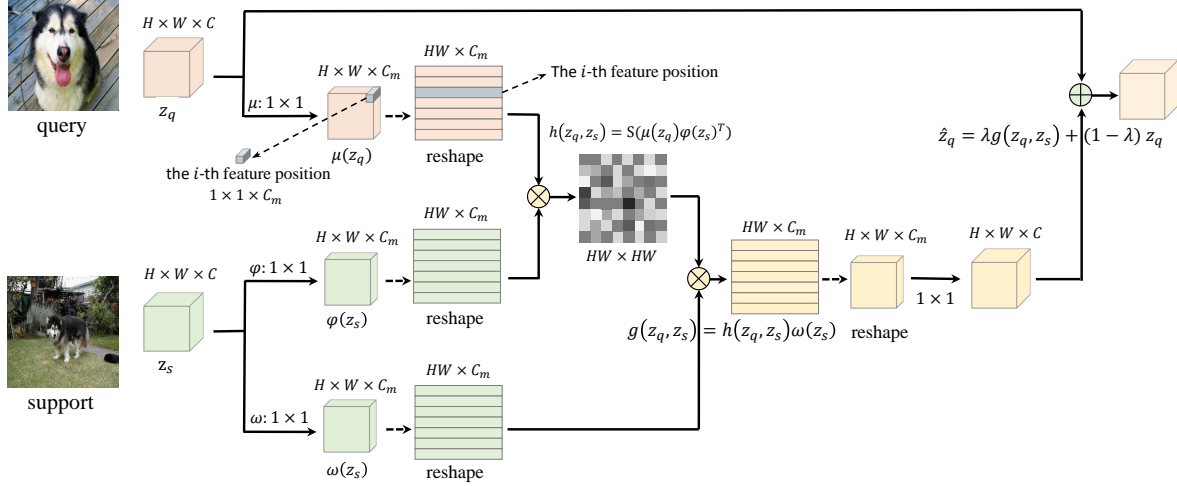 H × W × C
z_q
query
μ: 1 × 1
H × W × C_m
μ(z_q)
the i-th feature position
1 × 1 × C_m
HW × C_m
The i-th feature position
reshape
h(z_q, z_s) = S(μ(z_q)φ(z_s)^T)
HW × HW
ẑ_q = λg(z_q, z_s) + (1 − λ) z_q
H × W × C
z_s
support
φ: 1 × 1
H × W × C_m
φ(z_s)
HW × C_m
reshape
ω: 1 × 1
H × W × C_m
ω(z_s)
HW × C_m
reshape
HW × C_m
g(z_q, z_s) = h(z_q, z_s)ω(z_s)
H × W × C_m
reshape
1 × 1
H × W × C